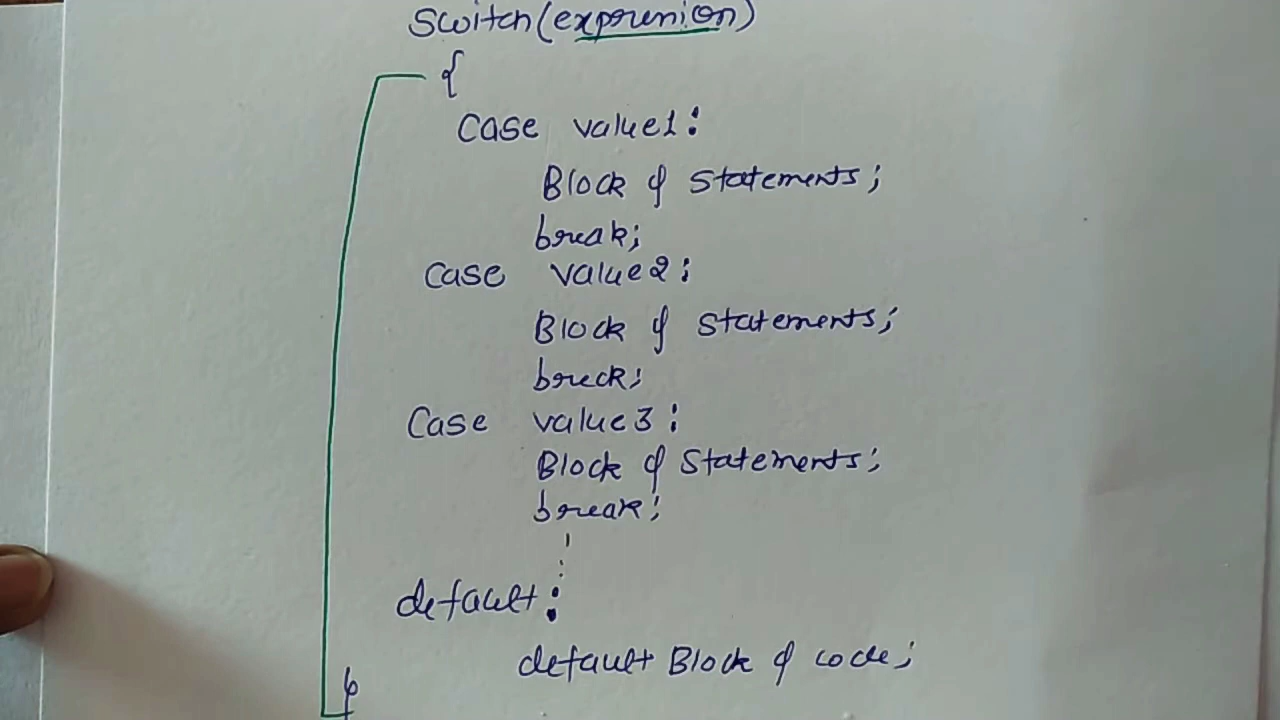 Switch(expression)
{
Case value1:
Block of statements;
break;
Case value2:
Block of statements;
break;
Case value3:
Block of statements;
break;
default:
default Block of code;
}